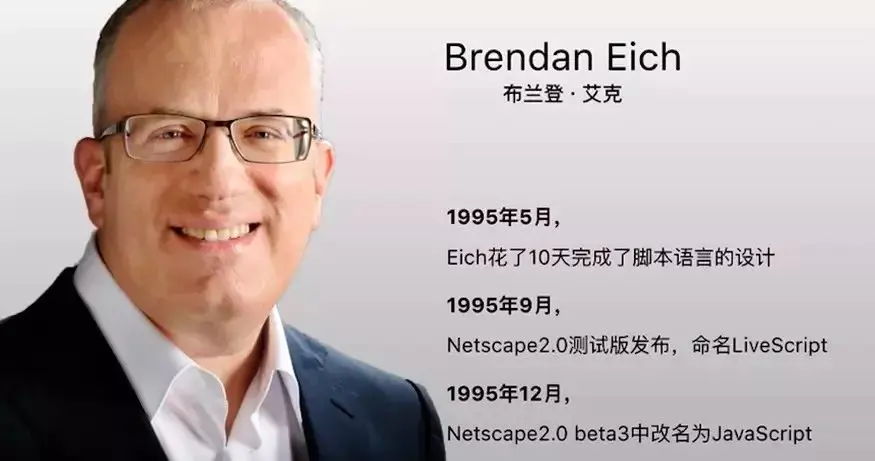 Brendan Eich
布兰登 · 艾克
1995年5月，
Eich花了10天完成了脚本语言的设计
1995年9月，
Netscape2.0测试版发布，命名LiveScript
1995年12月，
Netscape2.0 beta3中改名为JavaScript